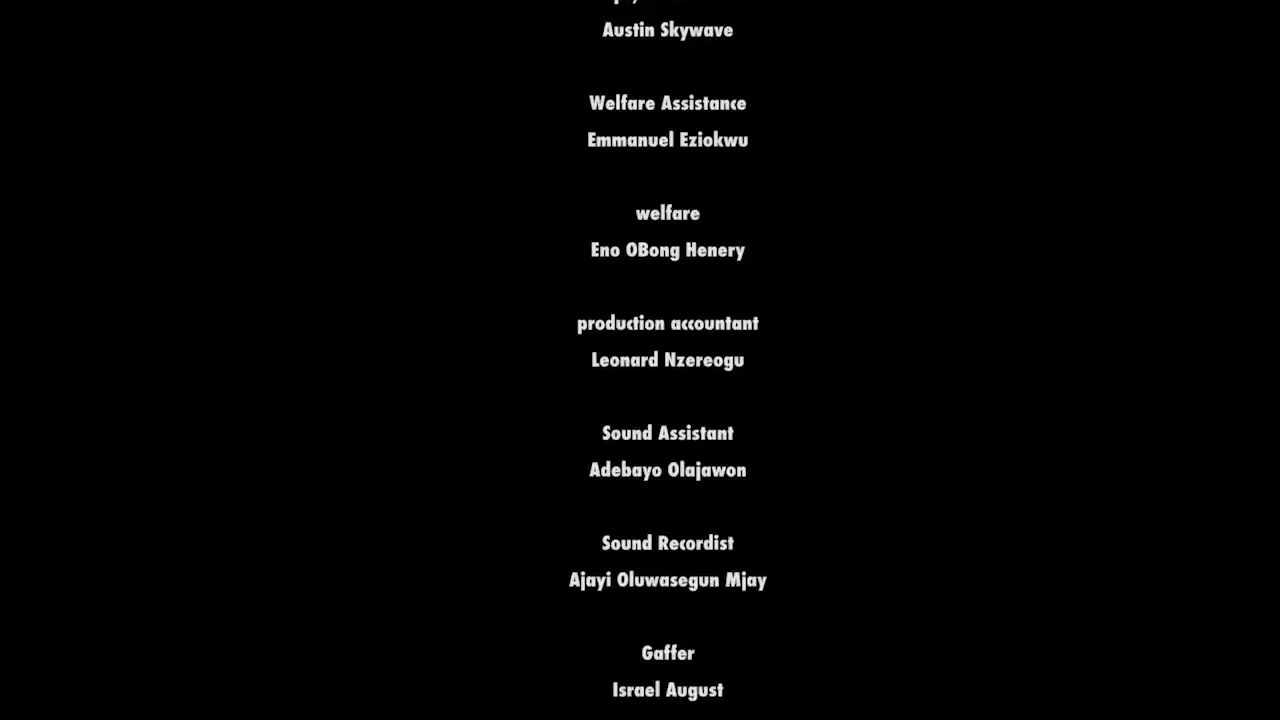 Austin Skywave
Welfare Assistance
Emmanuel Eziokwu
welfare
Eno OBong Henery
production accountant
Leonard Nzereogu
Sound Assistant
Adebayo Olajawon
Sound Recordist
Ajayi Oluwasegun Mjay
Gaffer
Israel August